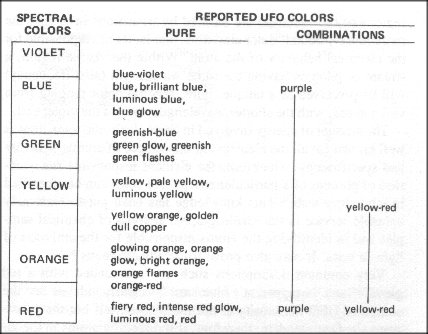 SPECTRAL COLORS
REPORTED UFO COLORS
PURE
COMBINATIONS
VIOLET
blue-violet
BLUE
blue, brilliant blue,
luminous blue,
blue glow
purple
greenish-blue
GREEN
green glow, greenish
green flashes
YELLOW
yellow, pale yellow,
luminous yellow
yellow-red
yellow orange, golden
dull copper
ORANGE
glowing orange, orange
glow, bright orange,
orange flames
orange-red
RED
fiery red, intense red glow,
luminous red, red
purple
yellow-red